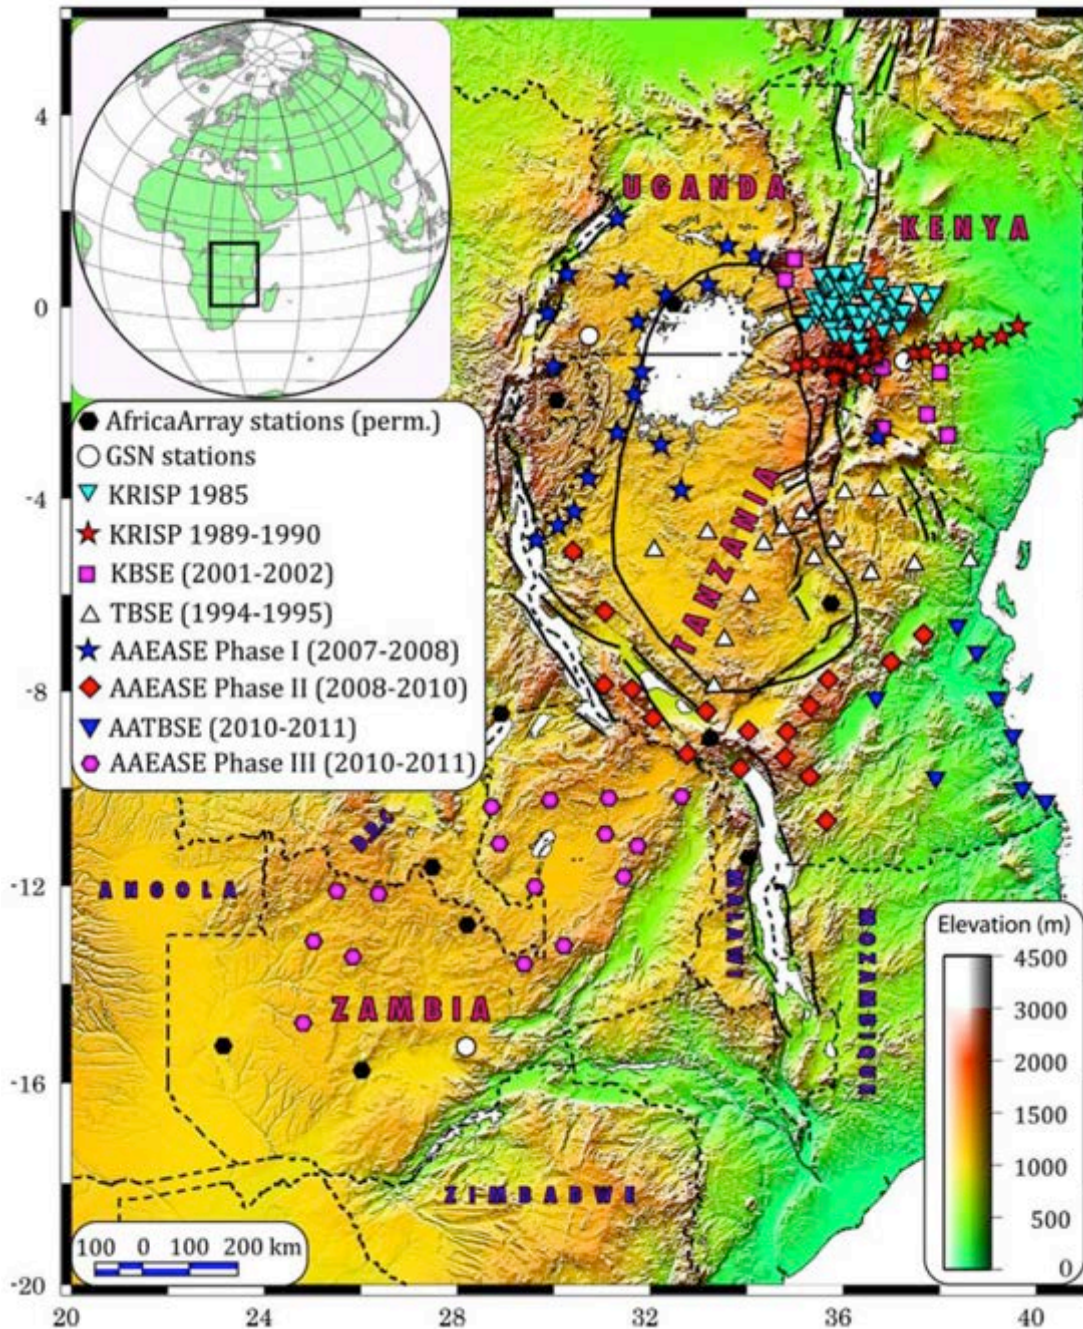 4
0
-4
-8
-12
-16
-20
20
24
28
32
36
40
UGANDA
KENYA
TANZANIA
AfricaArray stations (perm.)
GSN stations
KRISP 1985
KRISP 1989-1990
KBSE (2001-2002)
TBSE (1994-1995)
AAEASE Phase I (2007-2008)
AAEASE Phase II (2008-2010)
AATBSE (2010-2011)
AAEASE Phase III (2010-2011)
D.R.C
ANGOLA
MALAWI
MOZAMBIQUE
ZAMBIA
ZIMBABWE
Elevation (m)
4500
3000
2000
1500
1000
500
0
100 0 100 200 km